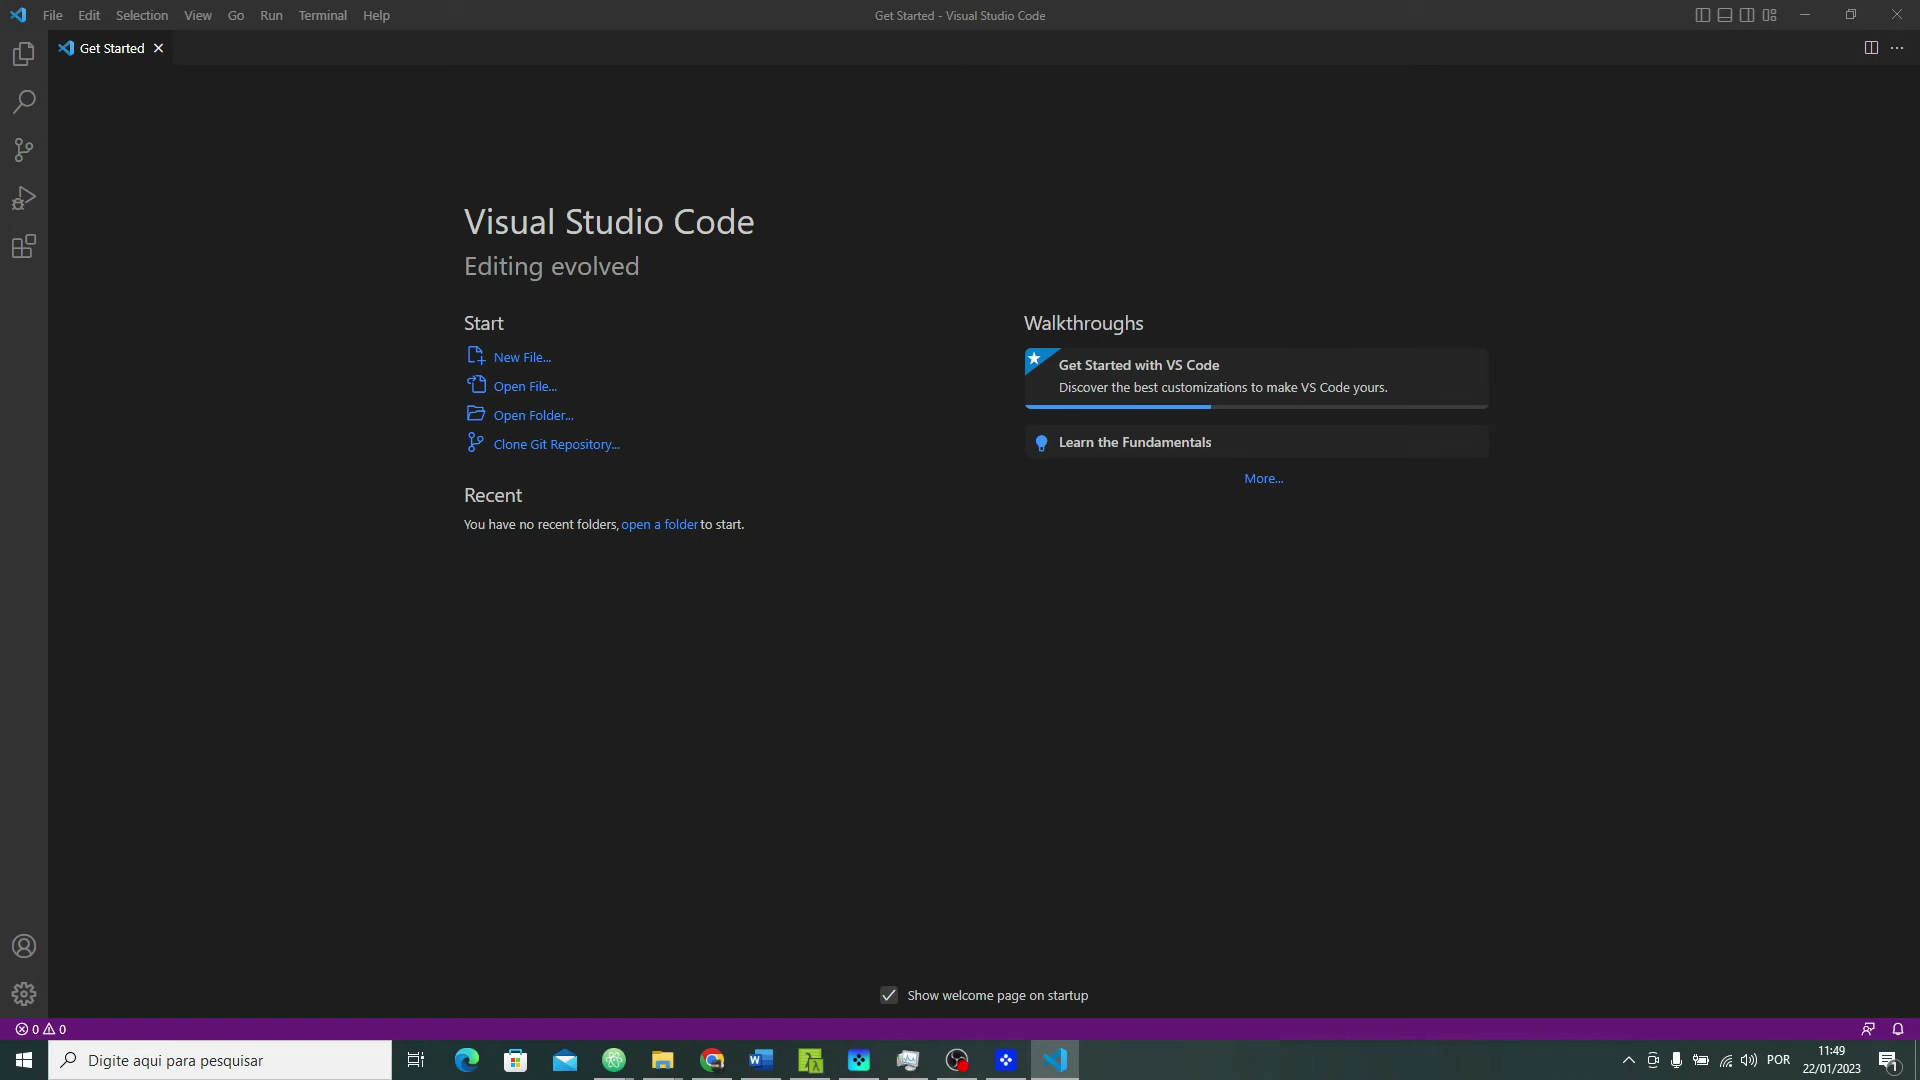 File Edit Selection View Go Run Terminal Help
Get Started - Visual Studio Code
Get Started
Visual Studio Code
Editing evolved
Start
New File...
Open File...
Open Folder...
Clone Git Repository...
Recent
You have no recent folders, open a folder to start.
Walkthroughs
Get Started with VS Code
Discover the best customizations to make VS Code yours.
Learn the Fundamentals
More...
Show welcome page on startup
0 0
Digite aqui para pesquisar
POR
11:49
22/01/2023
1